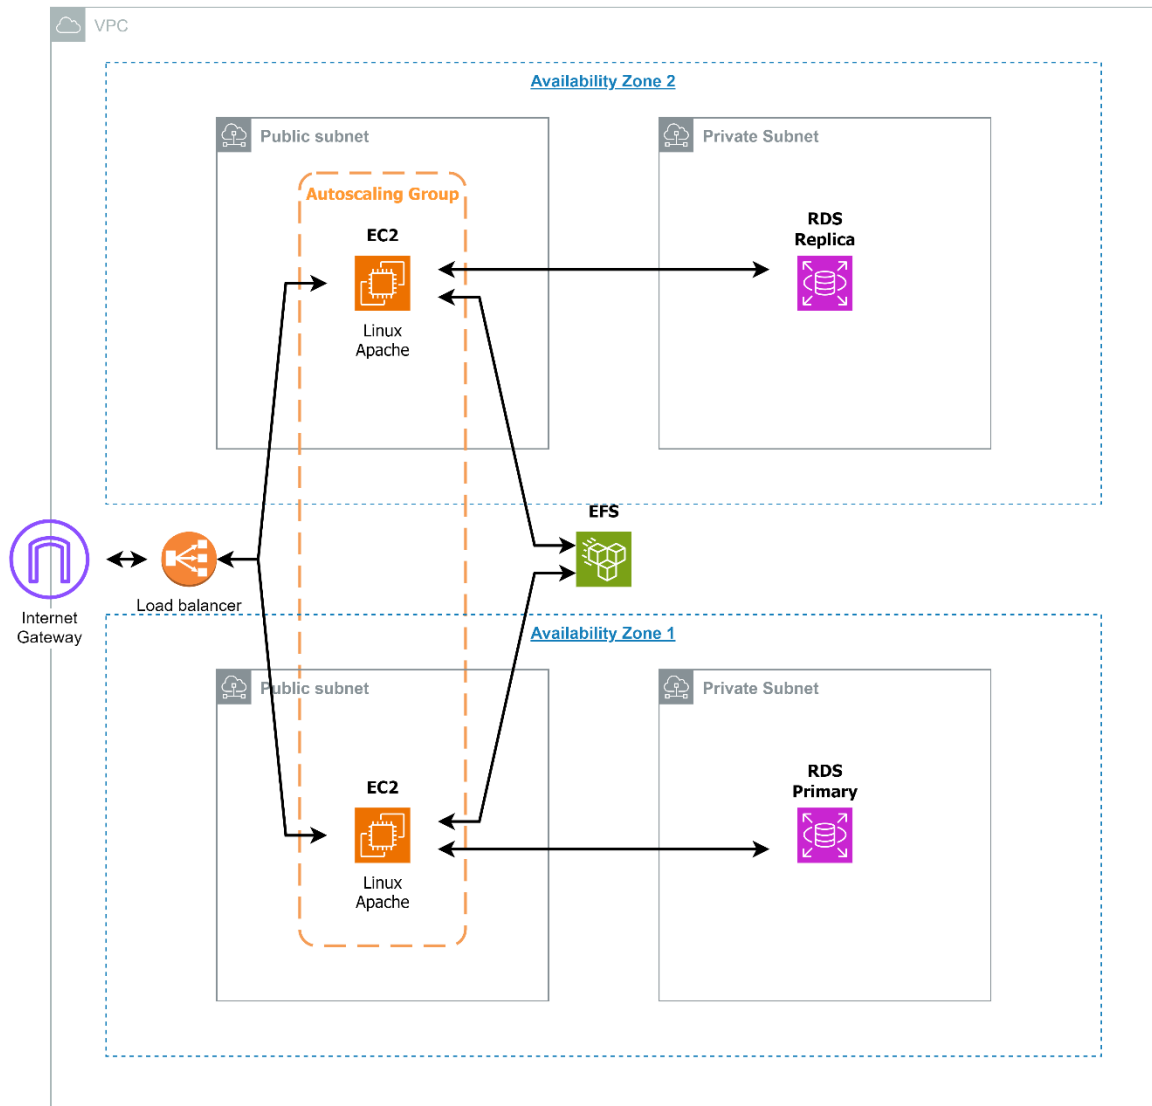 VPC
Availability Zone 2
Public subnet
Private Subnet
Autoscaling Group
EC2
Linux
Apache
RDS
Replica
EFS
Internet
Gateway
Load balancer
Availability Zone 1
Public subnet
Private Subnet
EC2
Linux
Apache
RDS
Primary